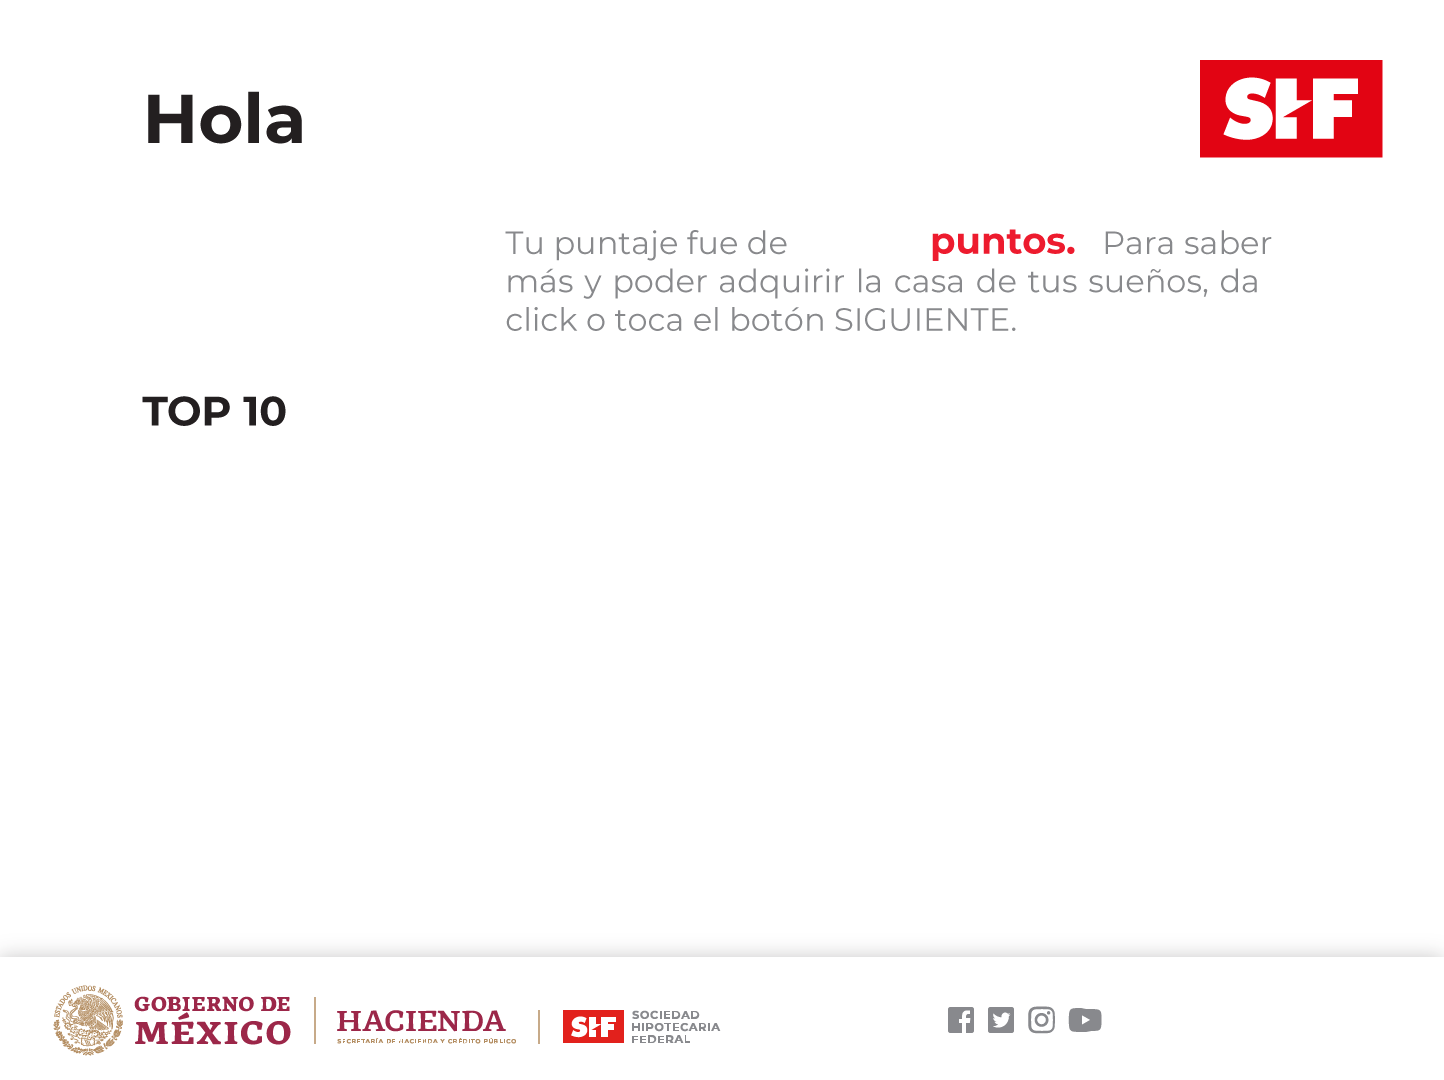 Hola
SHF
Tu puntaje fue de puntos. Para saber
más y poder adquirir la casa de tus sueños, da
click o toca el botón SIGUIENTE.
TOP 10
ESTADOS UNIDOS MEXICANOS
GOBIERNO DE
MÉXICO
HACIENDA
SECRETARÍA DE HACIENDA Y CRÉDITO PÚBLICO
SHF
SOCIEDAD
HIPOTECARIA
FEDERAL